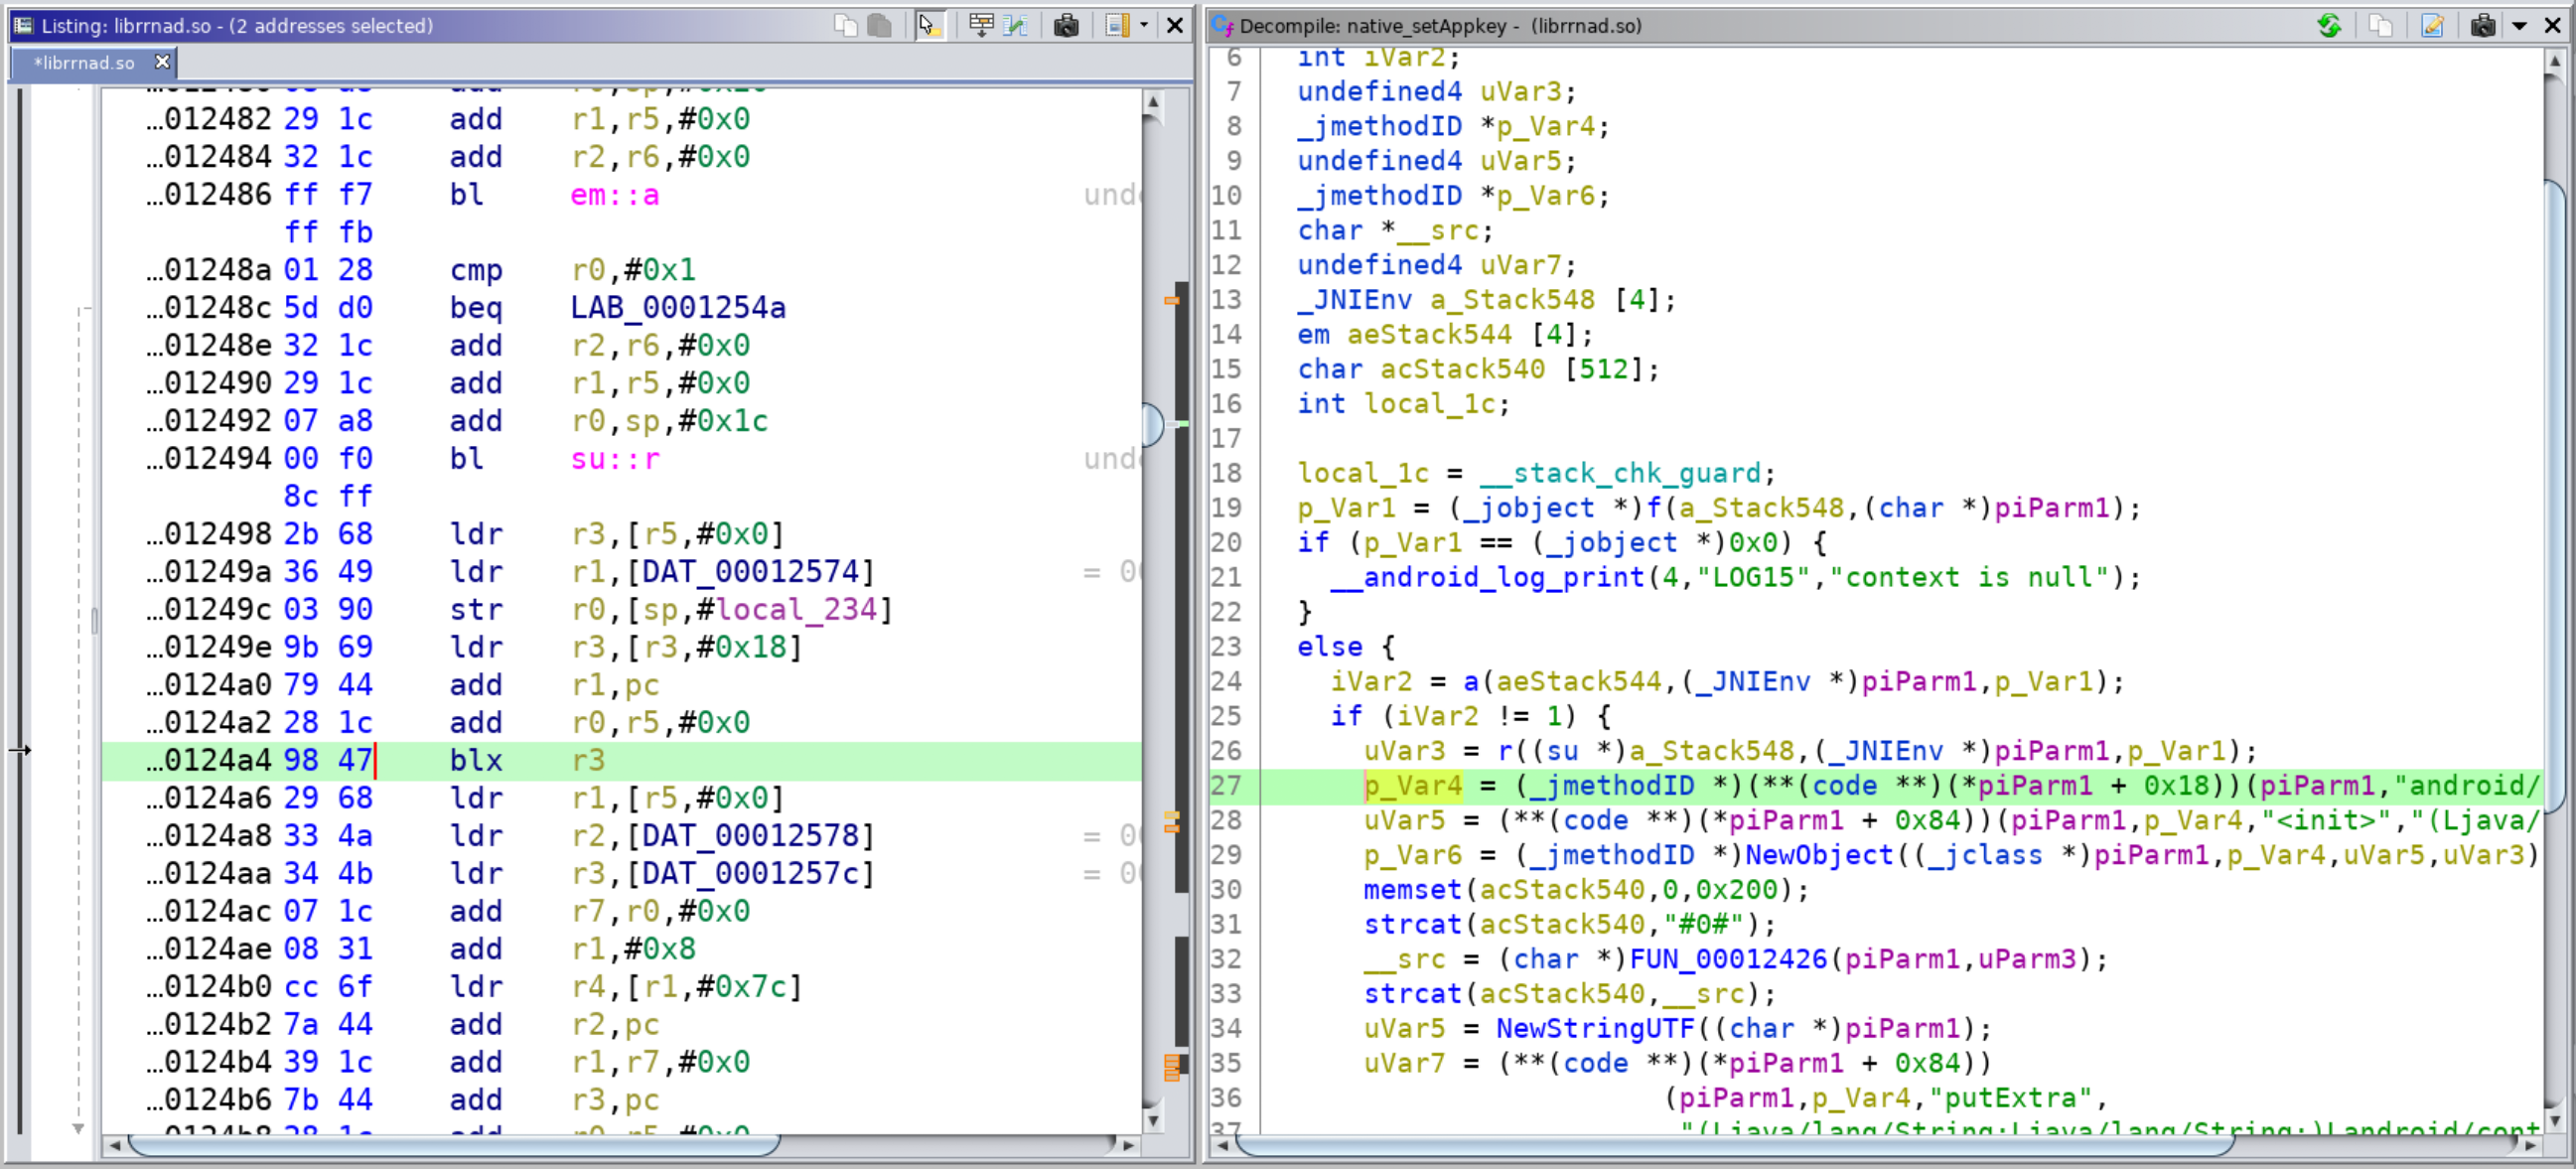 Listing: librrnad.so - (2 addresses selected)
*librrnad.so
...012482 29 1c add r1,r5,#0x0
...012484 32 1c add r2,r6,#0x0
...012486 ff f7 bl em::a
ff fb
...01248a 01 28 cmp r0,#0x1
...01248c 5d d0 beq LAB_0001254a
...01248e 32 1c add r2,r6,#0x0
...012490 29 1c add r1,r5,#0x0
...012492 07 a8 add r0,sp,#0x1c
...012494 00 f0 bl su::r
8c ff
...012498 2b 68 ldr r3,[r5,#0x0]
...01249a 36 49 ldr r1,[DAT_00012574]
...01249c 03 90 str r0,[sp,#local_234]
...01249e 9b 69 ldr r3,[r3,#0x18]
...0124a0 79 44 add r1,pc
...0124a2 28 1c add r0,r5,#0x0
...0124a4 98 47 blx r3
...0124a6 29 68 ldr r1,[r5,#0x0]
...0124a8 33 4a ldr r2,[DAT_00012578]
...0124aa 34 4b ldr r3,[DAT_0001257c]
...0124ac 07 1c add r7,r0,#0x0
...0124ae 08 31 add r1,#0x8
...0124b0 cc 6f ldr r4,[r1,#0x7c]
...0124b2 7a 44 add r2,pc
...0124b4 39 1c add r1,r7,#0x0
...0124b6 7b 44 add r3,pc
Decompile: native_setAppkey - (librrnad.so)
6 int iVar2;
7 undefined4 uVar3;
8 _jmethodID *p_Var4;
9 undefined4 uVar5;
10 _jmethodID *p_Var6;
11 char *__src;
12 undefined4 uVar7;
13 _JNIEnv a_Stack548 [4];
14 em aeStack544 [4];
15 char acStack540 [512];
16 int local_1c;
17
18 local_1c = __stack_chk_guard;
19 p_Var1 = (_jobject *)f(a_Stack548,(char *)piParm1);
20 if (p_Var1 == (_jobject *)0x0) {
21 __android_log_print(4,"LOG15","context is null");
22 }
23 else {
24 iVar2 = a(aeStack544,(_JNIEnv *)piParm1,p_Var1);
25 if (iVar2 != 1) {
26 uVar3 = r((su *)a_Stack548,(_JNIEnv *)piParm1,p_Var1);
27 p_Var4 = (_jmethodID *)(**(code **)(*piParm1 + 0x18))(piParm1,"android/
28 uVar5 = (**(code **)(*piParm1 + 0x84))(piParm1,p_Var4,"<init>","(Ljava/
29 p_Var6 = (_jmethodID *)NewObject((_jclass *)piParm1,p_Var4,uVar5,uVar3)
30 memset(acStack540,0,0x200);
31 strcat(acStack540,"#0#");
32 __src = (char *)FUN_00012426(piParm1,uParm3);
33 strcat(acStack540,__src);
34 uVar5 = NewStringUTF((char *)piParm1);
35 uVar7 = (**(code **)(*piParm1 + 0x84))
36 (piParm1,p_Var4,"putExtra",
37 "(Ljava/lang/String;Ljava/lang/String;)Landroid/cont